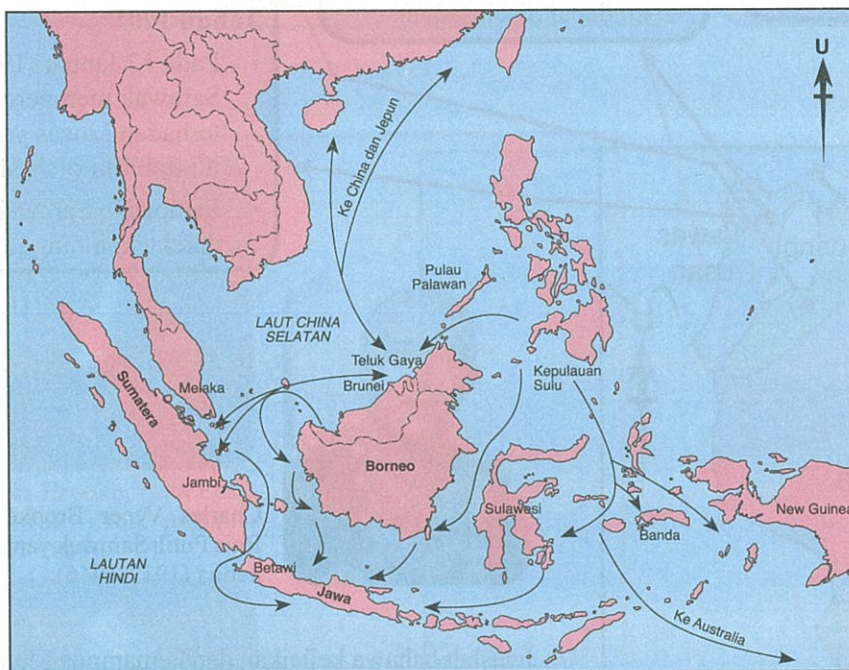 U
Ke China dan Jepun
Pulau
Palawan
LAUT CHINA
SELATAN
Teluk Gaya
Brunei
Kepulauan
Sulu
Melaka
Sumatera
Borneo
Jambi
Sulawesi
New Guinea
Banda
Betawi
LAUTAN
HINDI
Jawa
Ke Australia